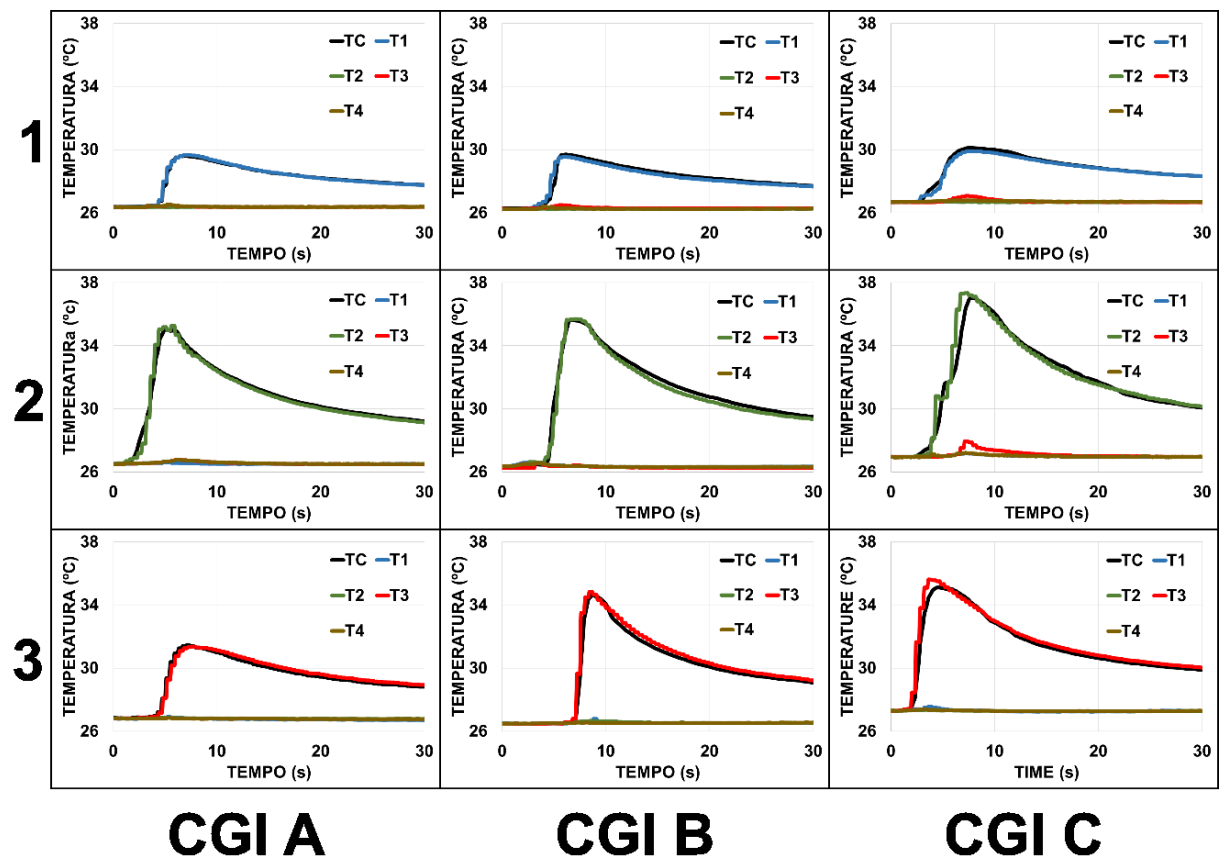 1
38
34
30
26
TEMPERATURA (ºC)
TC T1
T2 T3
T4
0 10 20 30
TEMPO (s)
38
34
30
26
TEMPERATURA (ºC)
TC T1
T2 T3
T4
0 10 20 30
TEMPO (s)
38
34
30
26
TEMPERATURA (ºC)
TC T1
T2 T3
T4
0 10 20 30
TEMPO (s)
2
38
34
30
26
TEMPERATURA (ºc)
TC T1
T2 T3
T4
0 10 20 30
TEMPO (s)
38
34
30
26
TEMPERATURA (ºc)
TC T1
T2 T3
T4
0 10 20 30
TEMPO (s)
38
34
30
26
TEMPERATURA (ºc)
TC T1
T2 T3
T4
0 10 20 30
TEMPO (s)
3
38
34
30
26
TEMPERATURA (ºC)
TC T1
T2 T3
T4
0 10 20 30
TEMPO (s)
38
34
30
26
TEMPERATURA (ºC)
TC T1
T2 T3
T4
0 10 20 30
TEMPO (s)
38
34
30
26
TEMPERATURE (ºC)
TC T1
T2 T3
T4
0 10 20 30
TIME (s)
CGI A CGI B CGI C